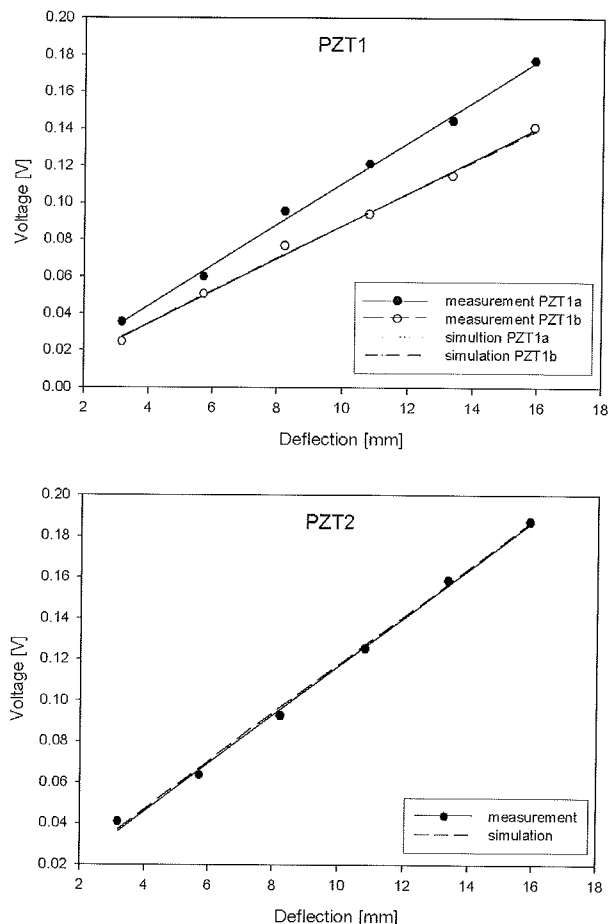 PZT1
0.20
0.18
0.16
0.14
0.12
0.10
0.08
0.06
0.04
0.02
0.00
Voltage [V]
measurement PZT1a
measurement PZT1b
simultion PZT1a
simulation PZT1b
2 4 6 8 10 12 14 16 18
Deflection [mm]
PZT2
0.20
0.18
0.16
0.14
0.12
0.10
0.08
0.06
0.04
0.02
Voltage [V]
measurement
simulation
2 4 6 8 10 12 14 16 18
Deflection [mm]